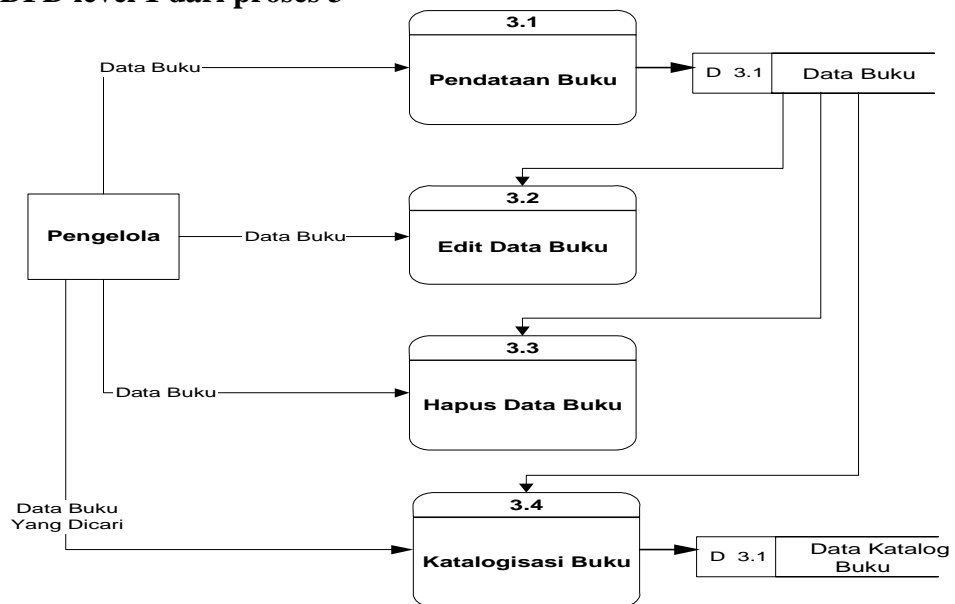 DFD level 1 dari proses 3
3.1
Data Buku
Pendataan Buku
D 3.1
Data Buku
3.2
Pengelola
Data Buku
Edit Data Buku
3.3
Data Buku
Hapus Data Buku
3.4
Data Buku
Yang Dicari
Katalogisasi Buku
D 3.1
Data Katalog
Buku